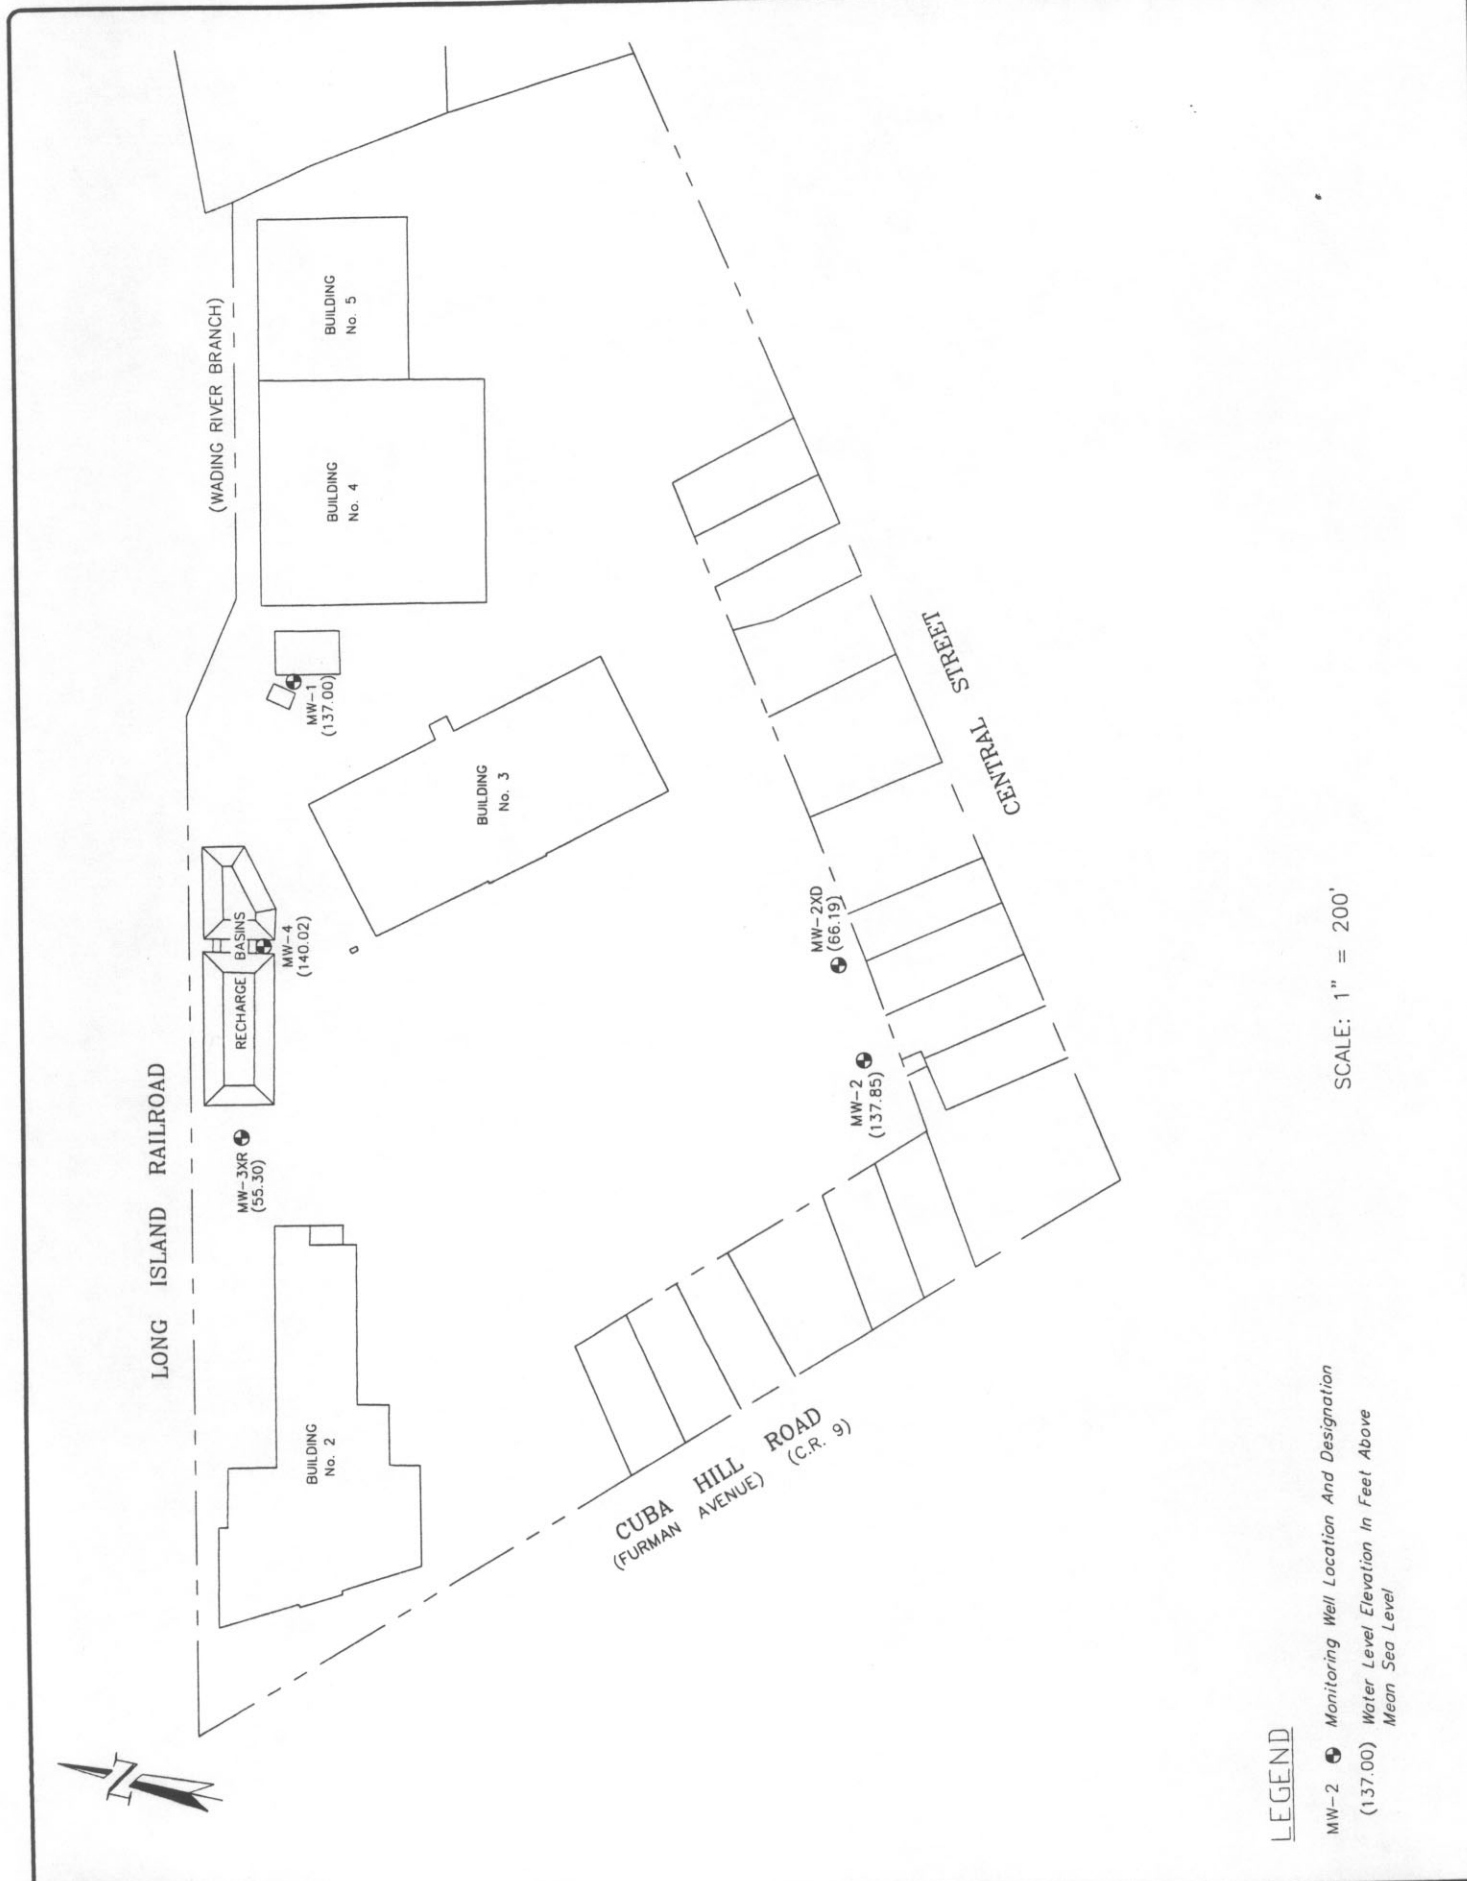 LONG ISLAND RAILROAD
(WADING RIVER BRANCH)
BUILDING
No. 2
MW-3XR
(55.30)
RECHARGE BASINS
MW-4
(140.02)
MW-1
(137.00)
BUILDING
No. 3
BUILDING
No. 4
BUILDING
No. 5
MW-2XD
(66.19)
MW-2
(137.85)
CENTRAL STREET
CUBA HILL ROAD
(FURMAN AVENUE) (C.R. 9)
N
LEGEND
MW-2 Monitoring Well Location And Designation
(137.00) Water Level Elevation In Feet Above
Mean Sea Level
SCALE: 1" = 200'